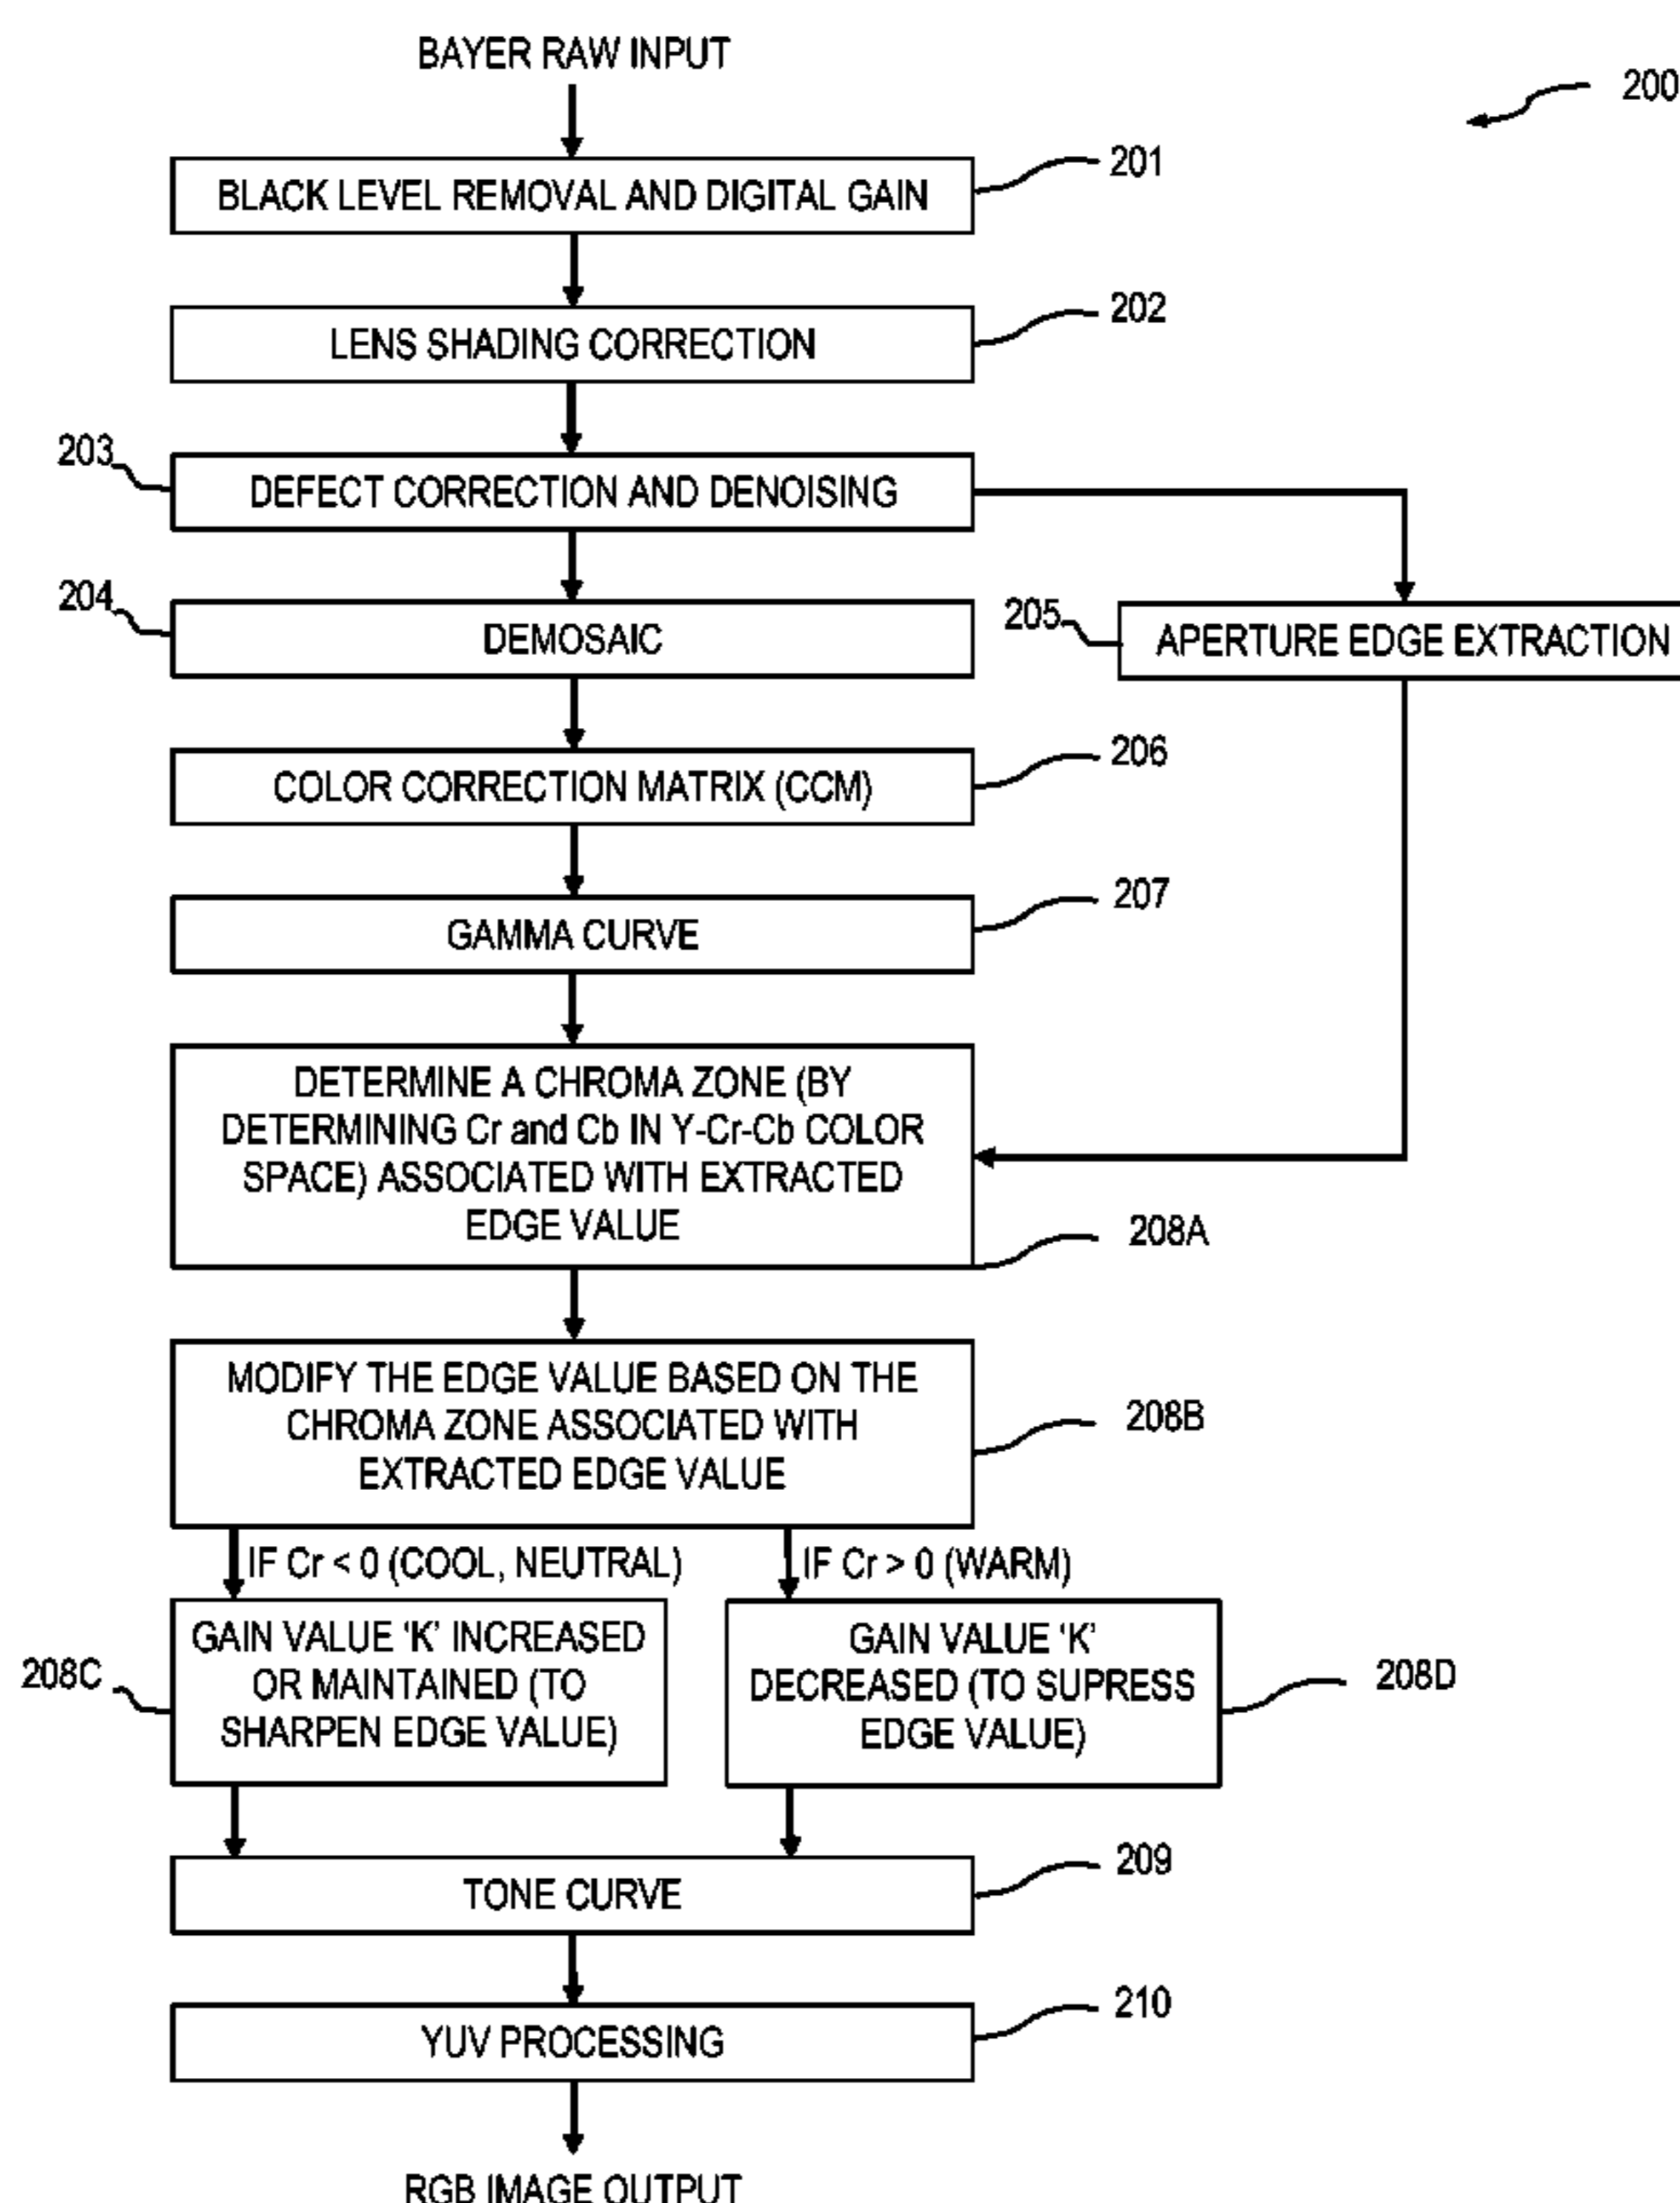 BAYER RAW INPUT
200
BLACK LEVEL REMOVAL AND DIGITAL GAIN
201
LENS SHADING CORRECTION
202
203
DEFECT CORRECTION AND DENOISING
204
DEMOSAIC
205
APERTURE EDGE EXTRACTION
COLOR CORRECTION MATRIX (CCM)
206
GAMMA CURVE
207
DETERMINE A CHROMA ZONE (BY
DETERMINING Cr and Cb IN Y-Cr-Cb COLOR
SPACE) ASSOCIATED WITH EXTRACTED
EDGE VALUE
208A
MODIFY THE EDGE VALUE BASED ON THE
CHROMA ZONE ASSOCIATED WITH
EXTRACTED EDGE VALUE
208B
IF Cr < 0 (COOL, NEUTRAL)
IF Cr > 0 (WARM)
208C
GAIN VALUE ‘K’ INCREASED
OR MAINTAINED (TO
SHARPEN EDGE VALUE)
GAIN VALUE ‘K’
DECREASED (TO SUPRESS
EDGE VALUE)
208D
TONE CURVE
209
YUV PROCESSING
210
RGB IMAGE OUTPUT